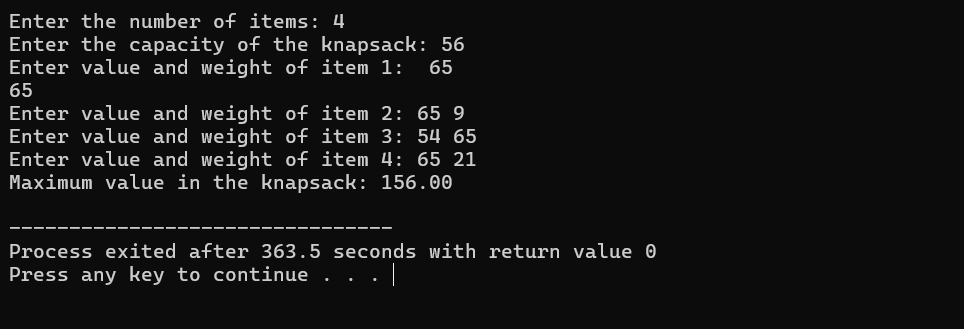 Enter the number of items: 4
Enter the capacity of the knapsack: 56
Enter value and weight of item 1:  65
65
Enter value and weight of item 2: 65 9
Enter value and weight of item 3: 54 65
Enter value and weight of item 4: 65 21
Maximum value in the knapsack: 156.00
--------------------------------
Process exited after 363.5 seconds with return value 0
Press any key to continue . . .